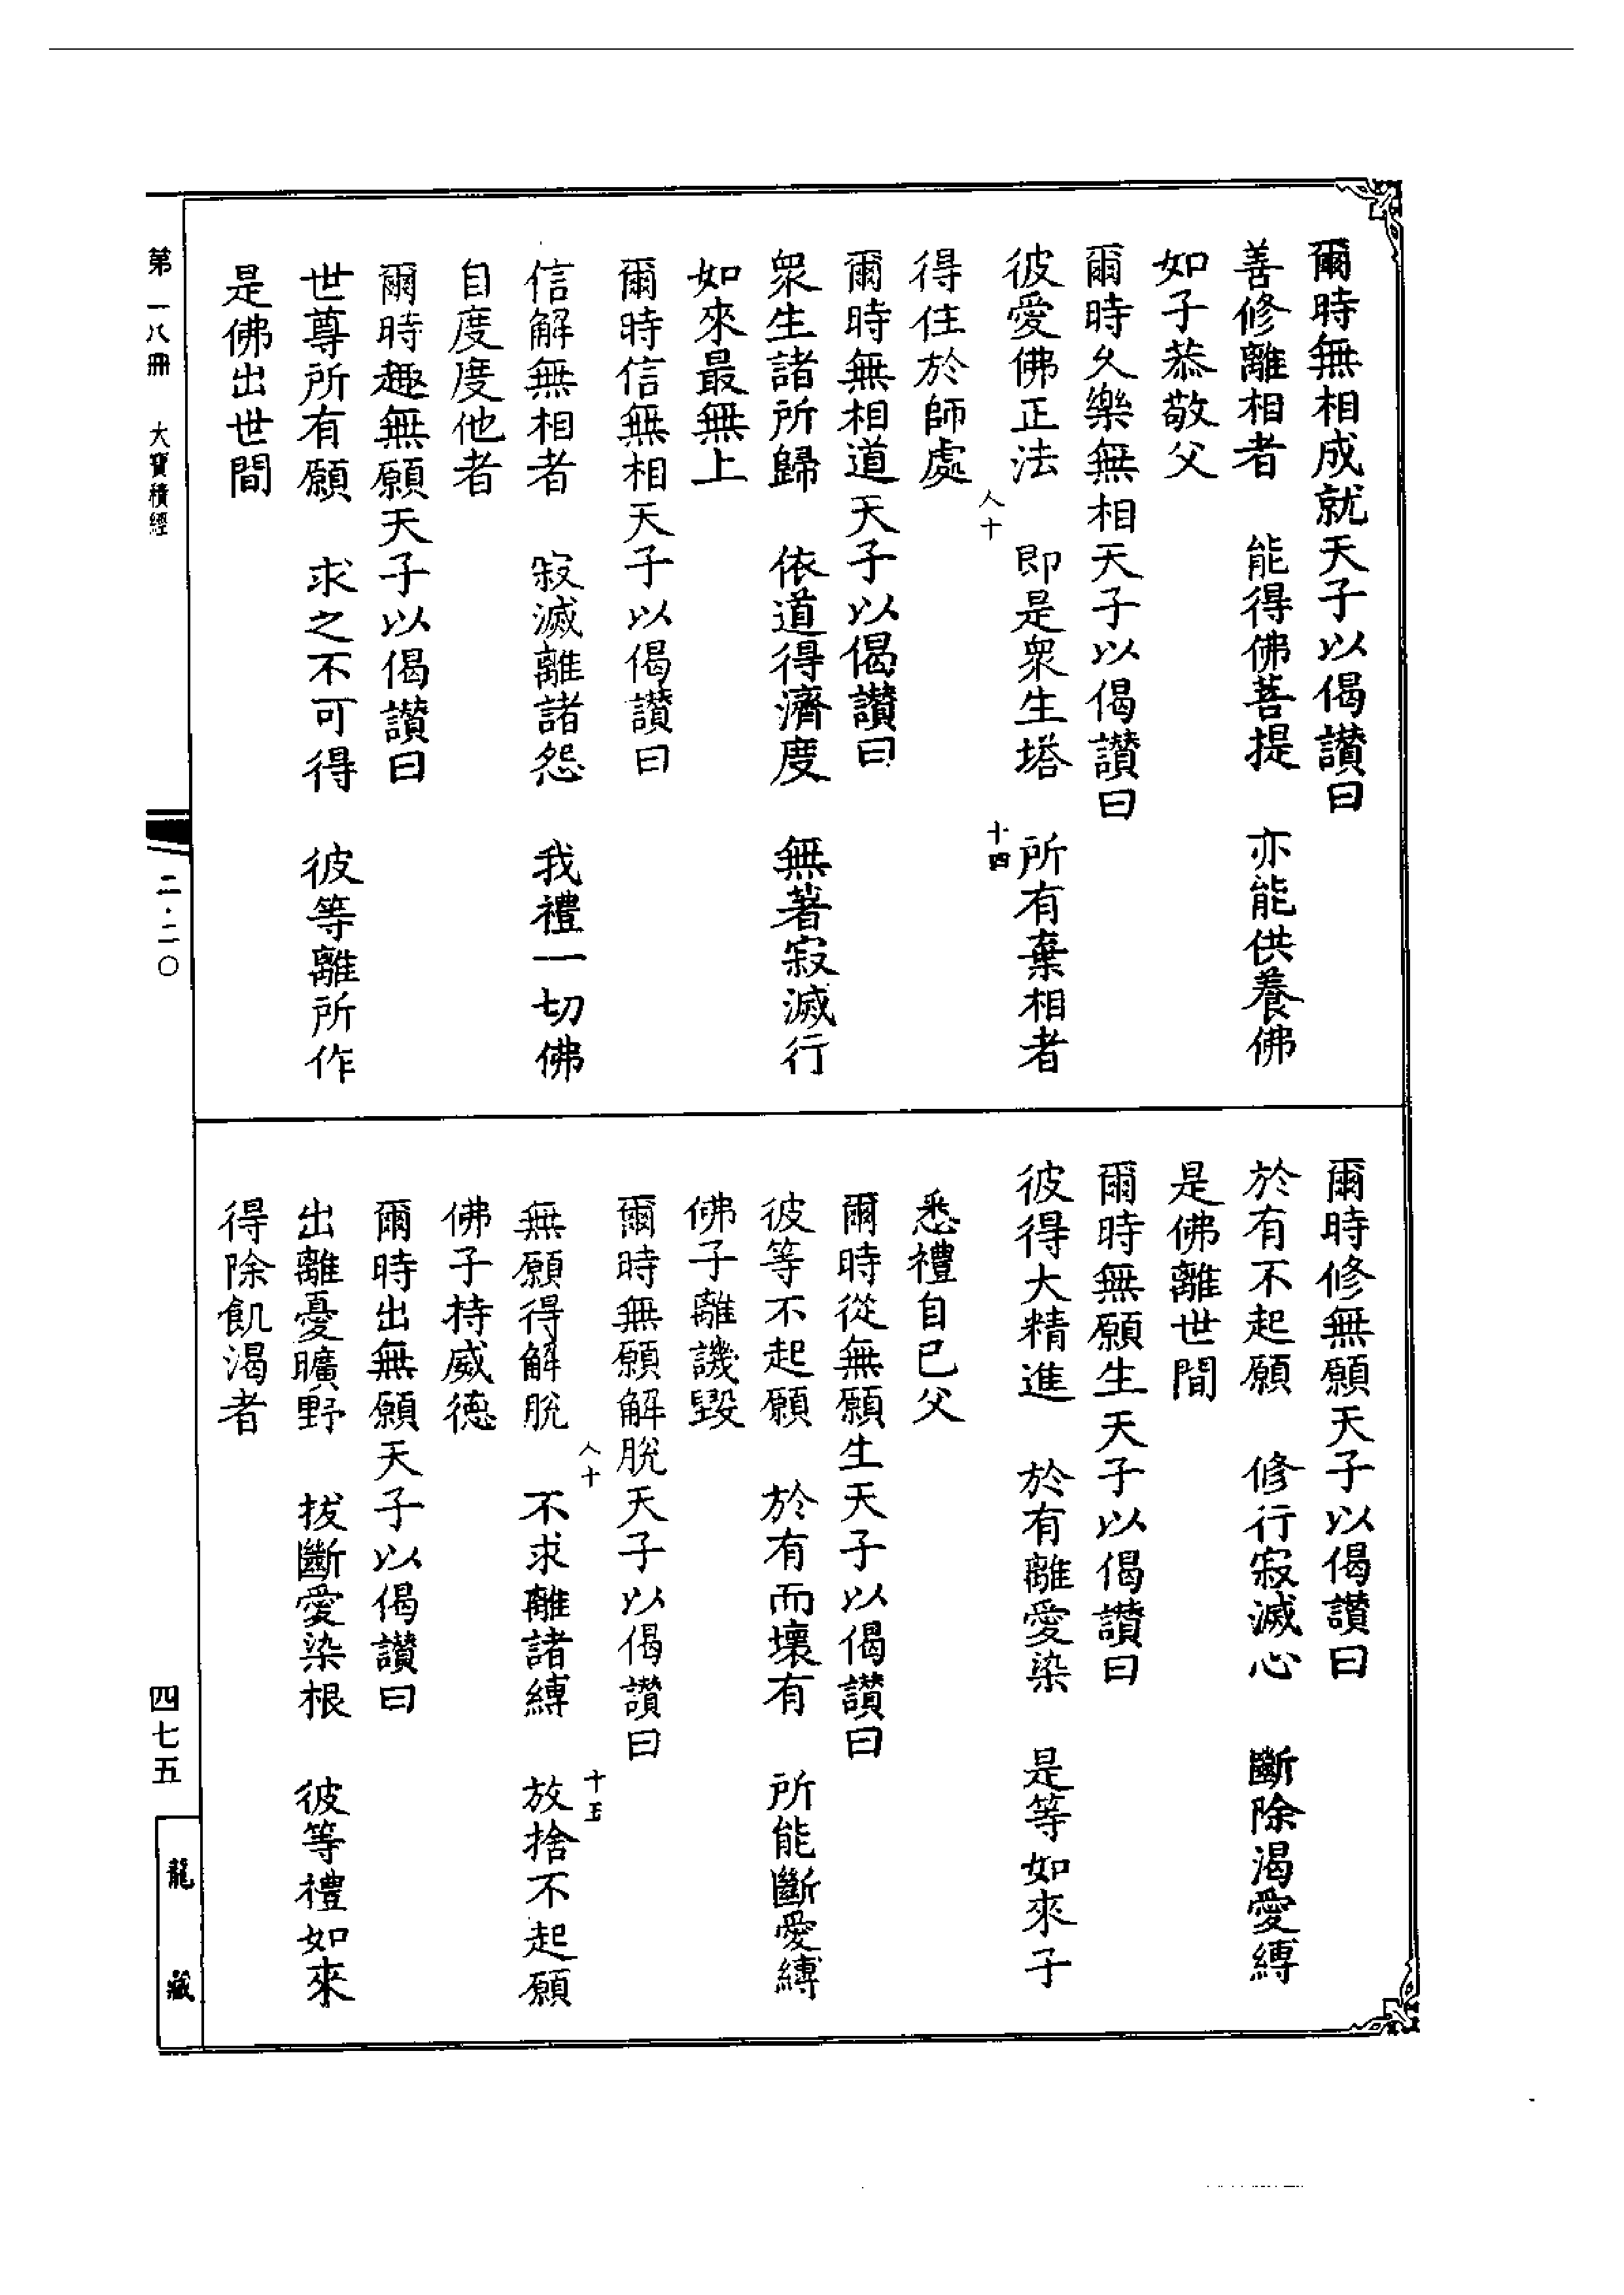 爾時無相成就天子以偈讃曰
善修離相者　能得佛菩提　亦能供養佛
如子恭敬父
爾時久樂無相天子以偈讃曰
彼愛佛正法　即是衆生塔　所有棄相者
人十　十四
得住於師處
爾時無相道天子以偈讃曰
衆生諸所歸　依道得濟度　無著寂滅行
如來最無上
爾時信無相天子以偈讃曰
信解無相者　寂滅離諸怨　我禮一切佛
自度度他者
爾時趣無願天子以偈讃曰
世尊所有願　求之不可得　彼等離所作
是佛出世間
爾時修無願天子以偈讃曰
於有不起願　修行寂滅心　斷除渴愛縛
是佛離世間
爾時無願生天子以偈讃曰
彼得大精進　於有離愛染　是等如來子
悉禮自已父
爾時從無願生天子以偈讃曰
彼等不起願　於有而壞有　所能斷愛縛
佛子離譏毀
爾時無願解脫天子以偈讃曰
人十　十五
無願得解脫　不求離諸縛　放捨不起願
佛子持威德
爾時出無願天子以偈讃曰
出離憂曠野　拔斷愛染根　彼等禮如來
得除飢渴者
第一八冊　大寶積經　二·二〇　四七五　龍藏